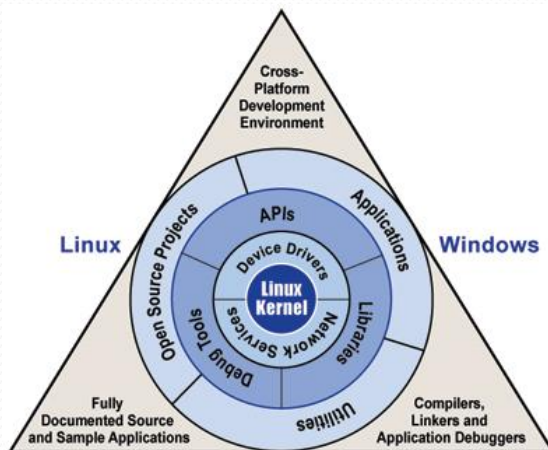 Cross-
Platform
Development
Environment
Linux
Windows
Open Source Projects
Applications
Utilities
APIs
Libraries
Debug Tools
Device Drivers
Network Services
Linux
Kernel
Fully
Documented Source
and Sample Applications
Compilers,
Linkers and
Application Debuggers